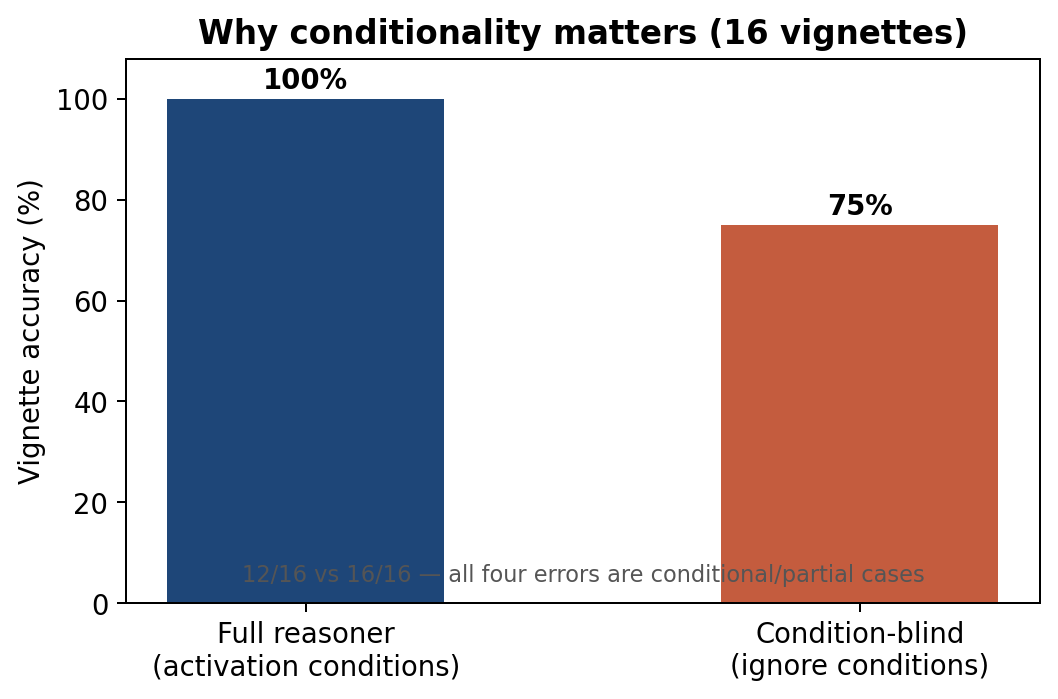 Why conditionality matters (16 vignettes)
100%
75%
Vignette accuracy (%)
100
80
60
40
20
0
12/16 vs 16/16 — all four errors are conditional/partial cases
Full reasoner
(activation conditions)
Condition-blind
(ignore conditions)